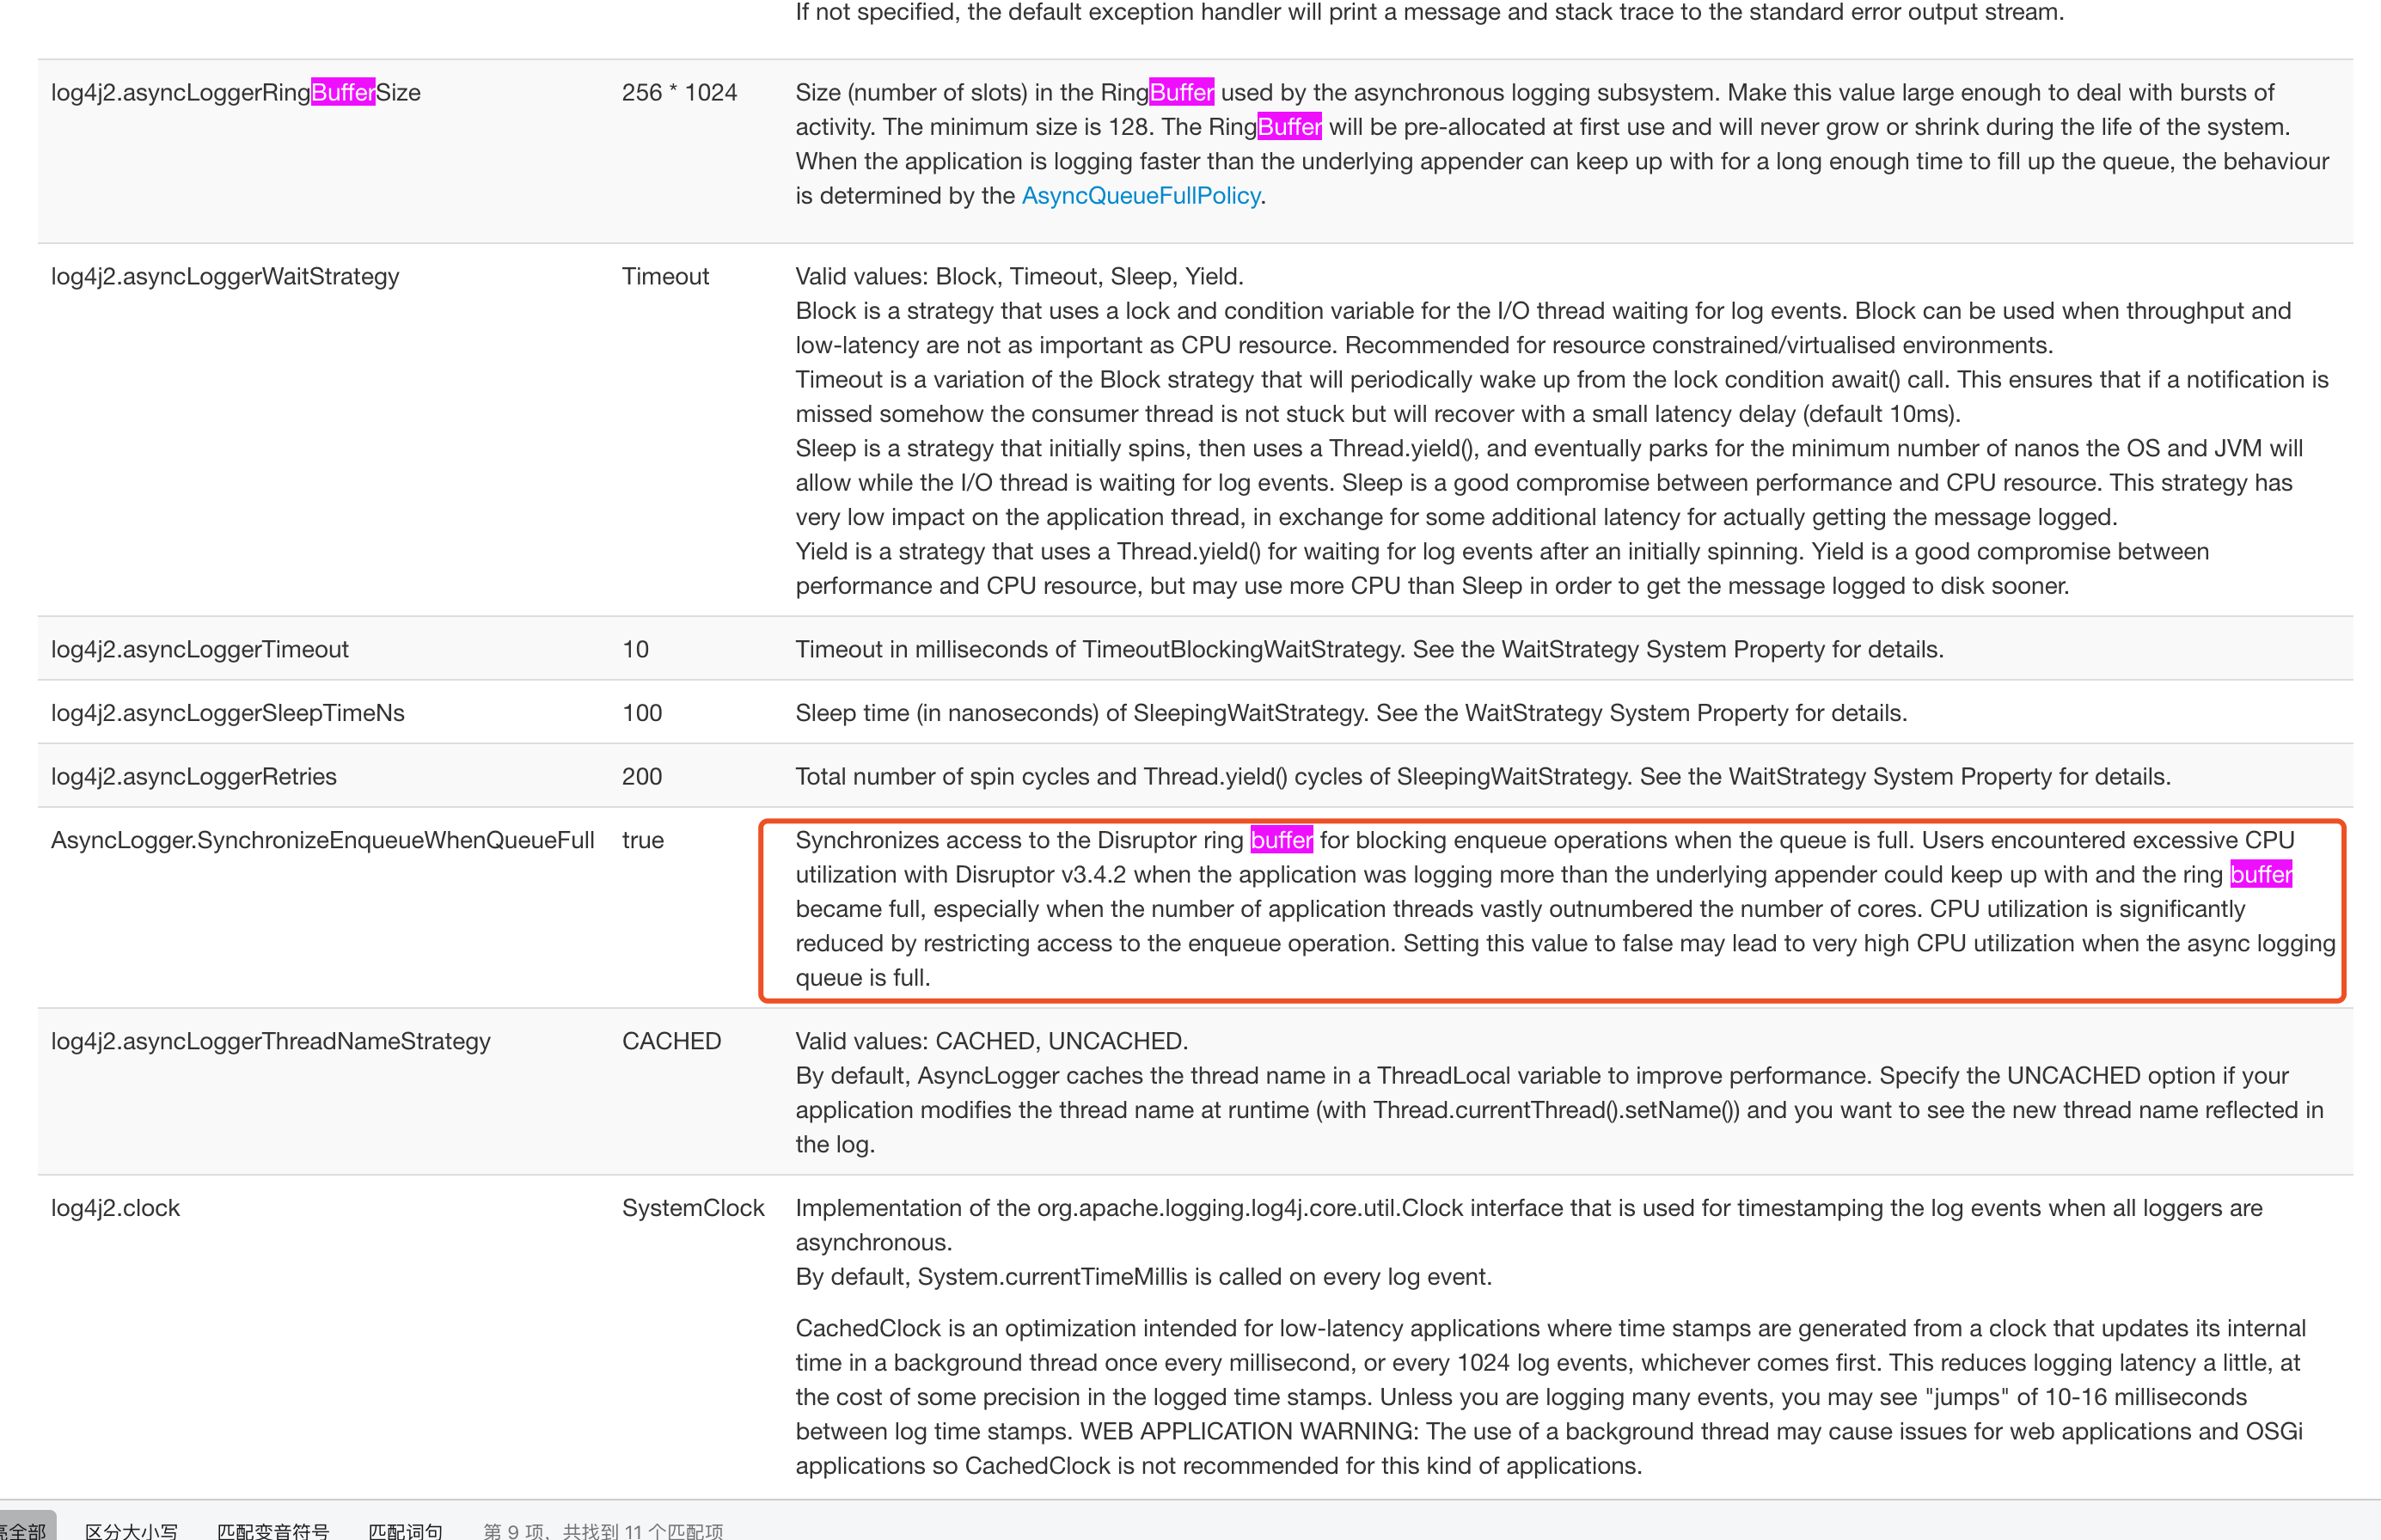 If not specified, the default exception handler will print a message and stack trace to the standard error output stream.
log4j2.asyncLoggerRingBufferSize 256 * 1024 Size (number of slots) in the RingBuffer used by the asynchronous logging subsystem. Make this value large enough to deal with bursts of
activity. The minimum size is 128. The RingBuffer will be pre-allocated at first use and will never grow or shrink during the life of the system.
When the application is logging faster than the underlying appender can keep up with for a long enough time to fill up the queue, the behaviour
is determined by the AsyncQueueFullPolicy.
log4j2.asyncLoggerWaitStrategy Timeout Valid values: Block, Timeout, Sleep, Yield.
Block is a strategy that uses a lock and condition variable for the I/O thread waiting for log events. Block can be used when throughput and
low-latency are not as important as CPU resource. Recommended for resource constrained/virtualised environments.
Timeout is a variation of the Block strategy that will periodically wake up from the lock condition await() call. This ensures that if a notification is
missed somehow the consumer thread is not stuck but will recover with a small latency delay (default 10ms).
Sleep is a strategy that initially spins, then uses a Thread.yield(), and eventually parks for the minimum number of nanos the OS and JVM will
allow while the I/O thread is waiting for log events. Sleep is a good compromise between performance and CPU resource. This strategy has
very low impact on the application thread, in exchange for some additional latency for actually getting the message logged.
Yield is a strategy that uses a Thread.yield() for waiting for log events after an initially spinning. Yield is a good compromise between
performance and CPU resource, but may use more CPU than Sleep in order to get the message logged to disk sooner.
log4j2.asyncLoggerTimeout 10 Timeout in milliseconds of TimeoutBlockingWaitStrategy. See the WaitStrategy System Property for details.
log4j2.asyncLoggerSleepTimeNs 100 Sleep time (in nanoseconds) of SleepingWaitStrategy. See the WaitStrategy System Property for details.
log4j2.asyncLoggerRetries 200 Total number of spin cycles and Thread.yield() cycles of SleepingWaitStrategy. See the WaitStrategy System Property for details.
AsyncLogger.SynchronizeEnqueueWhenQueueFull true Synchronizes access to the Disruptor ring buffer for blocking enqueue operations when the queue is full. Users encountered excessive CPU
utilization with Disruptor v3.4.2 when the application was logging more than the underlying appender could keep up with and the ring buffer
became full, especially when the number of application threads vastly outnumbered the number of cores. CPU utilization is significantly
reduced by restricting access to the enqueue operation. Setting this value to false may lead to very high CPU utilization when the async logging
queue is full.
log4j2.asyncLoggerThreadNameStrategy CACHED Valid values: CACHED, UNCACHED.
By default, AsyncLogger caches the thread name in a ThreadLocal variable to improve performance. Specify the UNCACHED option if your
application modifies the thread name at runtime (with Thread.currentThread().setName()) and you want to see the new thread name reflected in
the log.
log4j2.clock SystemClock Implementation of the org.apache.logging.log4j.core.util.Clock interface that is used for timestamping the log events when all loggers are
asynchronous.
By default, System.currentTimeMillis is called on every log event.
CachedClock is an optimization intended for low-latency applications where time stamps are generated from a clock that updates its internal
time in a background thread once every millisecond, or every 1024 log events, whichever comes first. This reduces logging latency a little, at
the cost of some precision in the logged time stamps. Unless you are logging many events, you may see "jumps" of 10-16 milliseconds
between log time stamps. WEB APPLICATION WARNING: The use of a background thread may cause issues for web applications and OSGi
applications so CachedClock is not recommended for this kind of applications.
亮全部 区分大小写 匹配变音符号 匹配词句 第 9 项，共找到 11 个匹配项